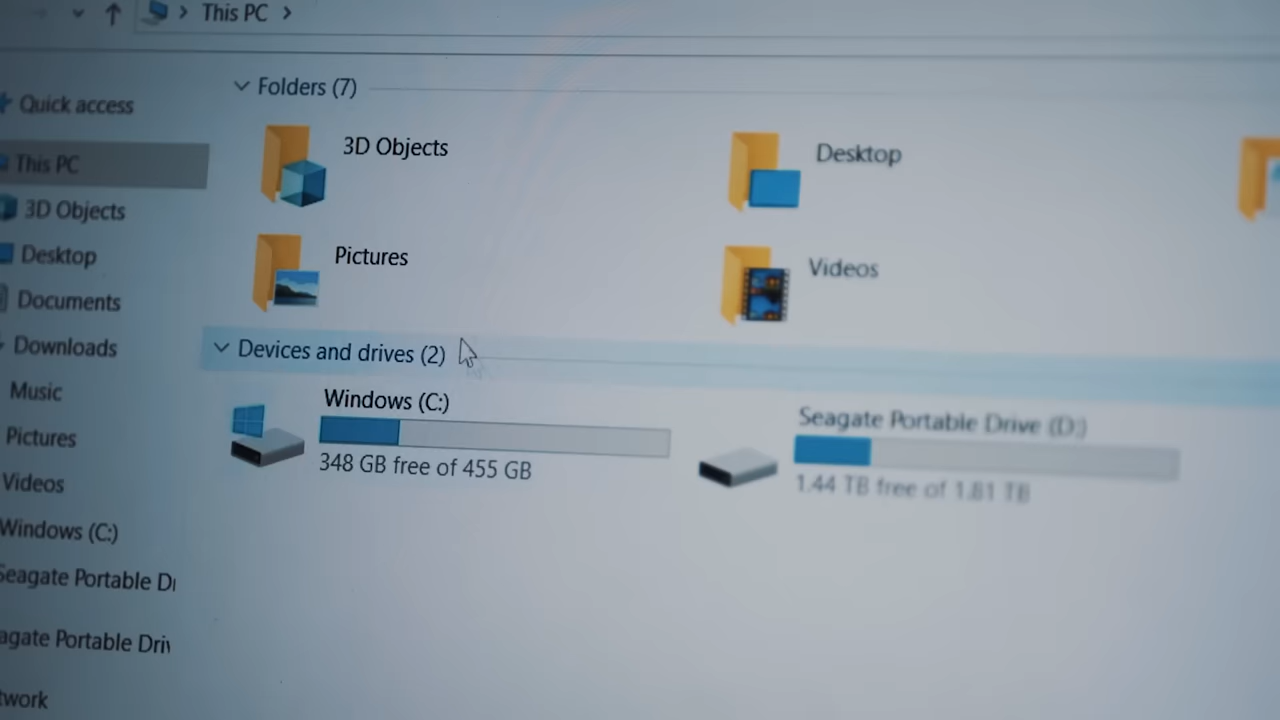 This PC
Folders (7)
Quick access
3D Objects
Desktop
This PC
3D Objects
Pictures
Videos
Desktop
Documents
Devices and drives (2)
Downloads
Windows (C:)
Seagate Portable Drive (D:)
Music
348 GB free of 455 GB
1.44 TB free of 1.81 TB
Pictures
Videos
Windows (C:)
Seagate Portable Dr
agate Portable Driv
twork